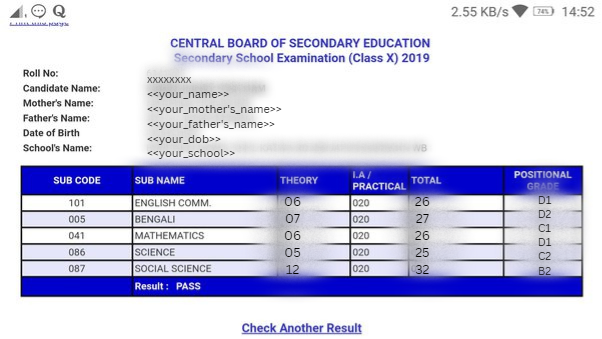 Q 2.55 KB/s 74% 14:52
Print this page
CENTRAL BOARD OF SECONDARY EDUCATION
Secondary School Examination (Class X) 2019
Roll No: xxxxxxxx
Candidate Name: <<your_name>>
Mother's Name: <<your_mother's_name>>
Father's Name: <<your_father's_name>>
Date of Birth <<your_dob>>
School's Name: <<your_school>> WB
SUB CODE SUB NAME THEORY I.A / PRACTICAL TOTAL POSITIONAL GRADE
101 ENGLISH COMM. 06 020 26 D1
005 BENGALI 07 020 27 D2
041 MATHEMATICS 06 020 26 C1
086 SCIENCE 05 020 25 D1
087 SOCIAL SCIENCE 12 020 32 C2
B2
Result : PASS
Check Another Result